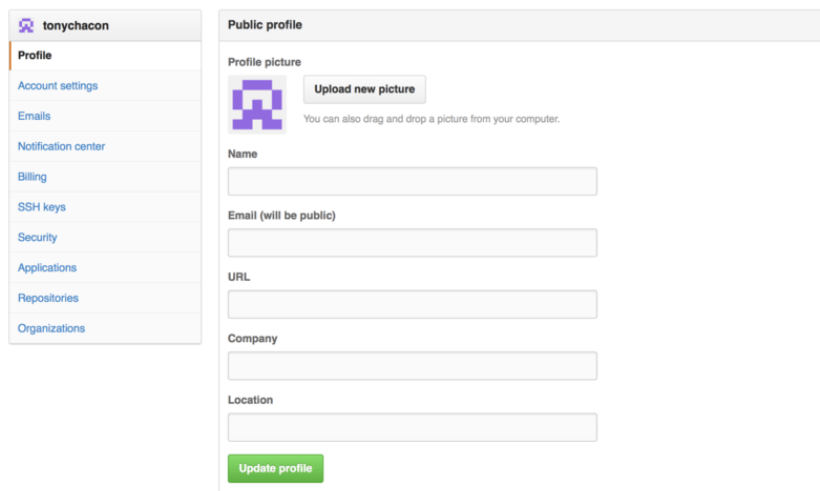 tonychacon
Profile
Account settings
Emails
Notification center
Billing
SSH keys
Security
Applications
Repositories
Organizations
Public profile
Profile picture
Upload new picture
You can also drag and drop a picture from your computer.
Name
Email (will be public)
URL
Company
Location
Update profile